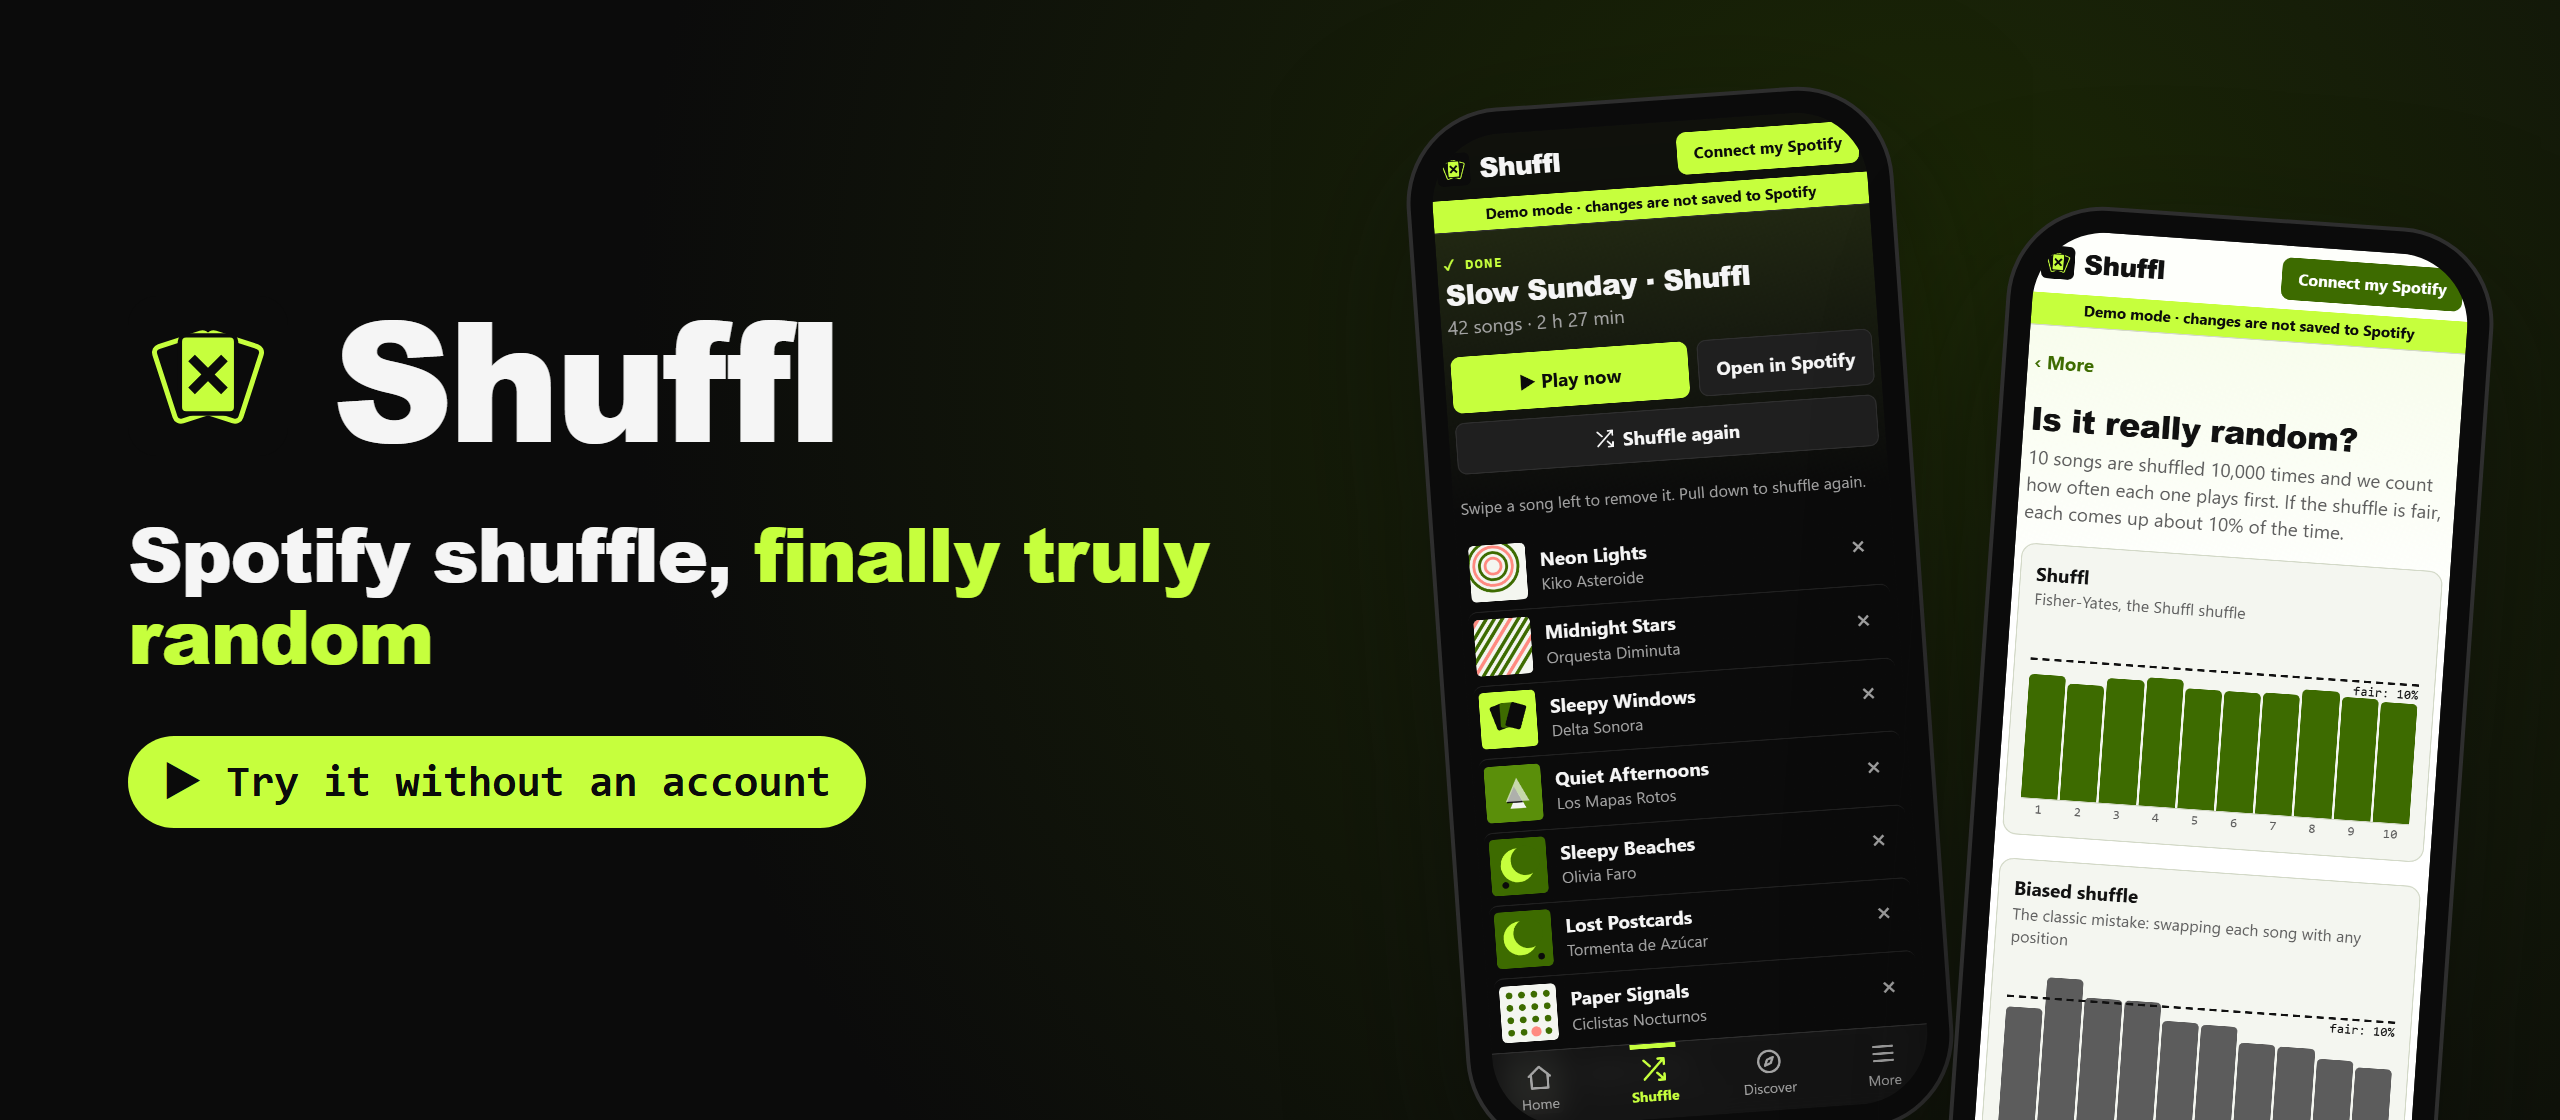 Shuffl
Spotify shuffle, finally truly
random
▶ Try it without an account
Shuffl
Connect my Spotify
Demo mode · changes are not saved to Spotify
✓ DONE
Slow Sunday · Shuffl
42 songs · 2 h 27 min
▶ Play now
Open in Spotify
Shuffle again
Swipe a song left to remove it. Pull down to shuffle again.
Neon Lights
Kiko Asteroide
Midnight Stars
Orquesta Diminuta
Sleepy Windows
Delta Sonora
Quiet Afternoons
Los Mapas Rotos
Sleepy Beaches
Olivia Faro
Lost Postcards
Tormenta de Azúcar
Paper Signals
Ciclistas Nocturnos
Home
Shuffle
Discover
More
Shuffl
Connect my Spotify
Demo mode · changes are not saved to Spotify
‹ More
Is it really random?
10 songs are shuffled 10,000 times and we count
how often each one plays first. If the shuffle is fair,
each comes up about 10% of the time.
Shuffl
Fisher-Yates, the Shuffl shuffle
fair: 10%
1 2 3 4 5 6 7 8 9 10
Biased shuffle
The classic mistake: swapping each song with any
position
fair: 10%